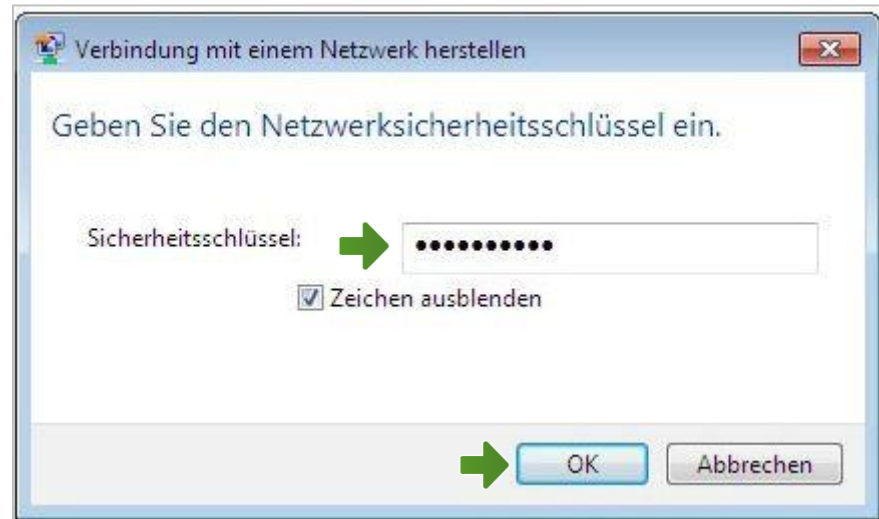 Verbindung mit einem Netzwerk herstellen
Geben Sie den Netzwerksicherheitsschlüssel ein.
Sicherheitsschlüssel: ••••••••••
Zeichen ausblenden
OK Abbrechen